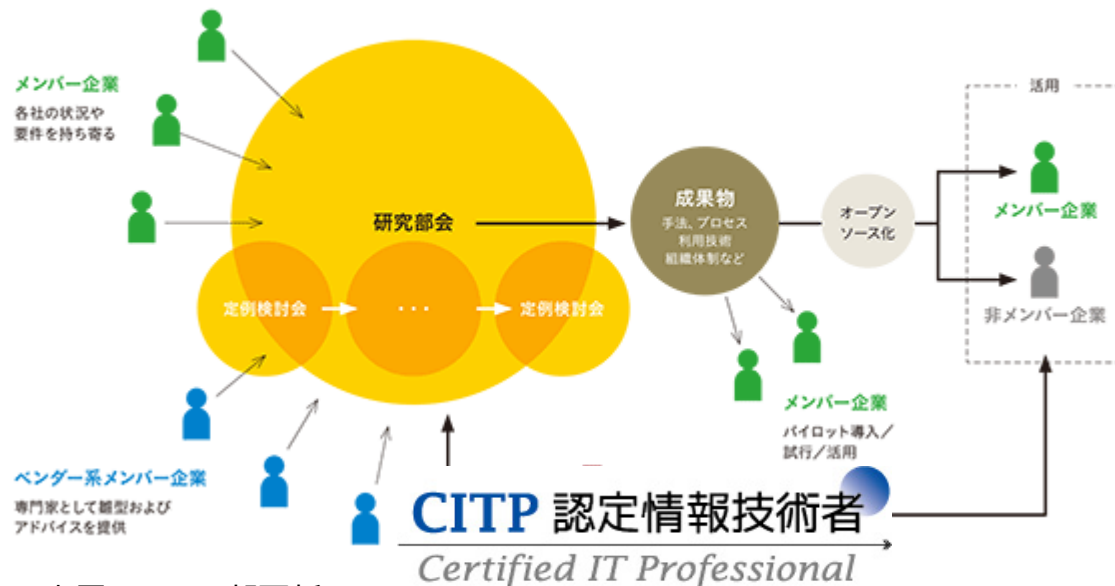 メンバー企業
各社の状況や
要件を持ち寄る
研究部会
定例検討会
・・・
定例検討会
成果物
手法、プロセス
利用技術
組織体制など
オープン
ソース化
活用
メンバー企業
非メンバー企業
メンバー企業
パイロット導入／
試行／活用
ベンダー系メンバー企業
専門家として雛型および
アドバイスを提供
CITP 認定情報技術者
Certified IT Professional